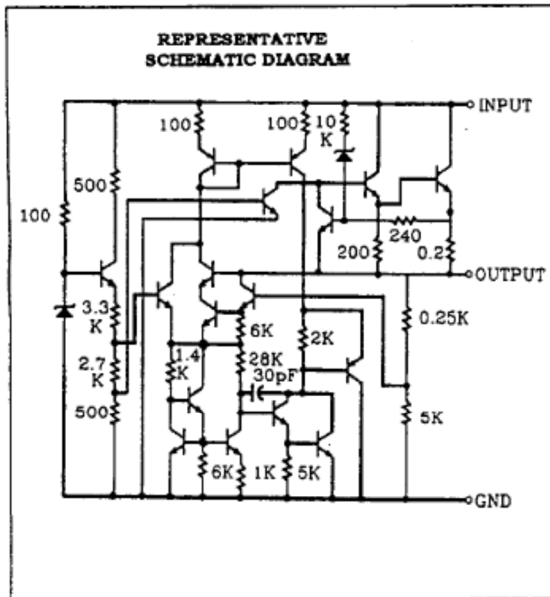 REPRESENTATIVE
SCHEMATIC DIAGRAM
INPUT
100
100
10
K
500
100
240
200
0.2
OUTPUT
3.3
K
0.25K
6K
2K
2.7
K
1.4
K
28K
30pF
500
5K
6K
1K
5K
GND